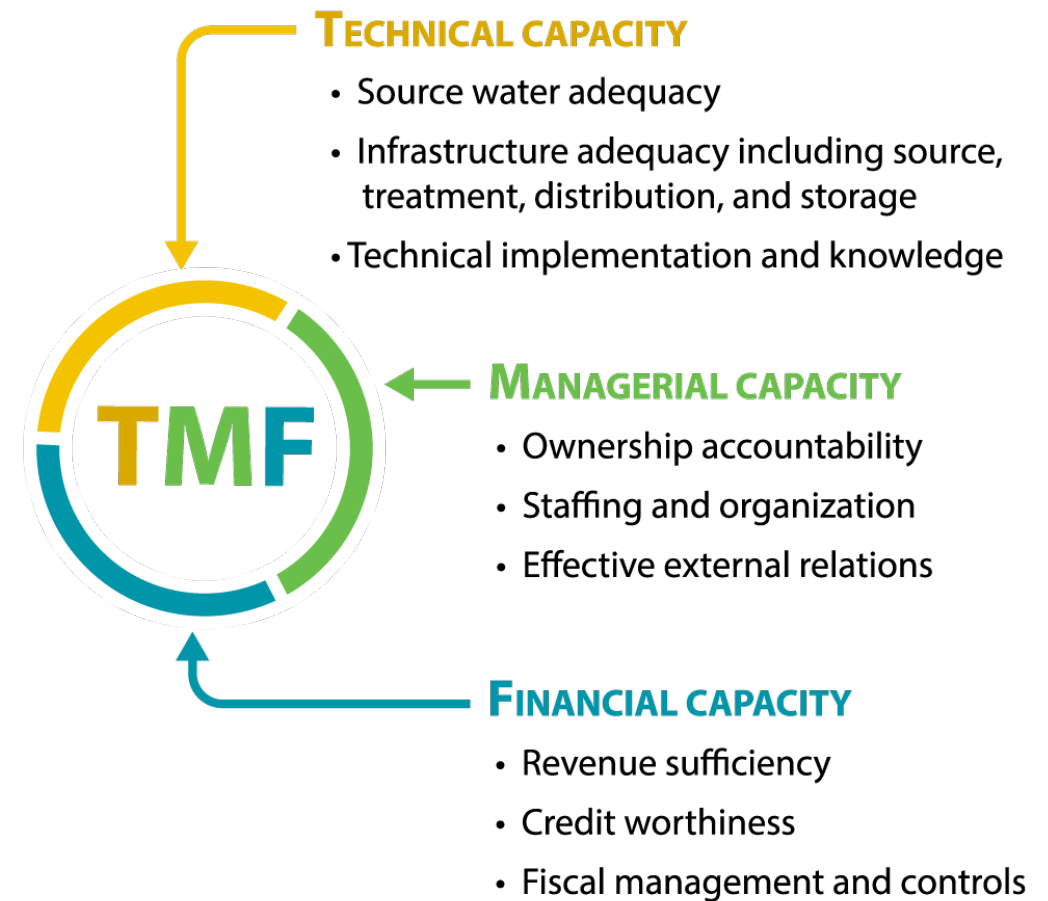 TECHNICAL CAPACITY
• Source water adequacy
• Infrastructure adequacy including source,
treatment, distribution, and storage
• Technical implementation and knowledge
TMF
MANAGERIAL CAPACITY
• Ownership accountability
• Staffing and organization
• Effective external relations
FINANCIAL CAPACITY
• Revenue sufficiency
• Credit worthiness
• Fiscal management and controls